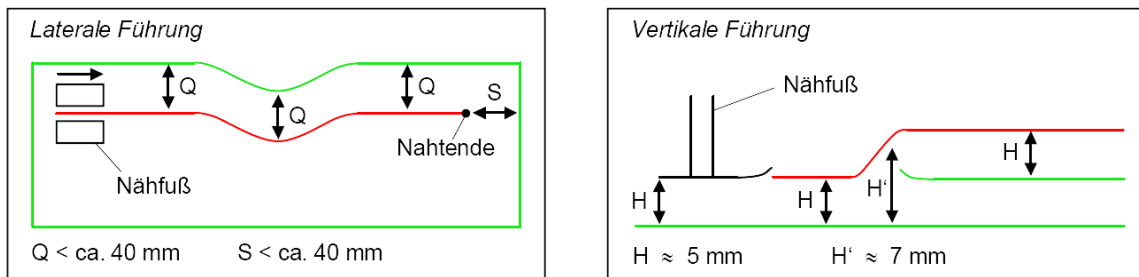 Laterale Führung
Q
Q
Q
S
Nahtende
Nähfuß
Q < ca. 40 mm S < ca. 40 mm
Vertikale Führung
Nähfuß
H
H
H‘
H
H ≈ 5 mm H‘ ≈ 7 mm